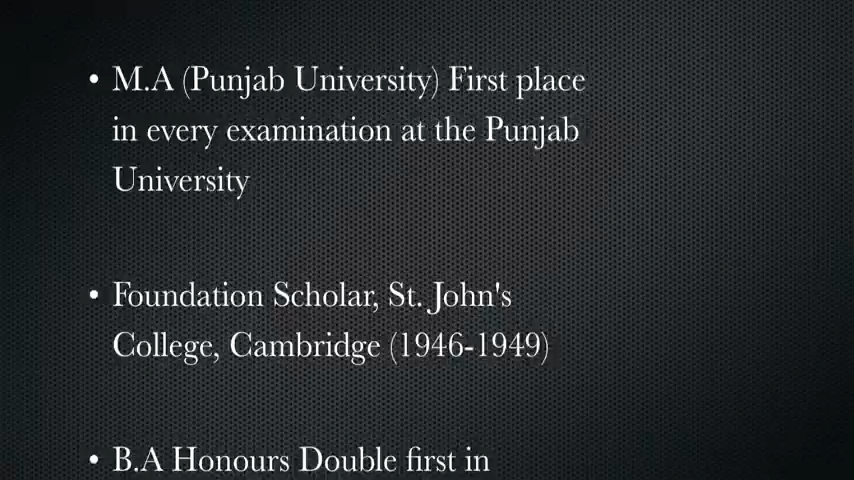 • M.A (Punjab University) First place
in every examination at the Punjab
University
• Foundation Scholar, St. John's
College, Cambridge (1946-1949)
• B.A Honours Double first in